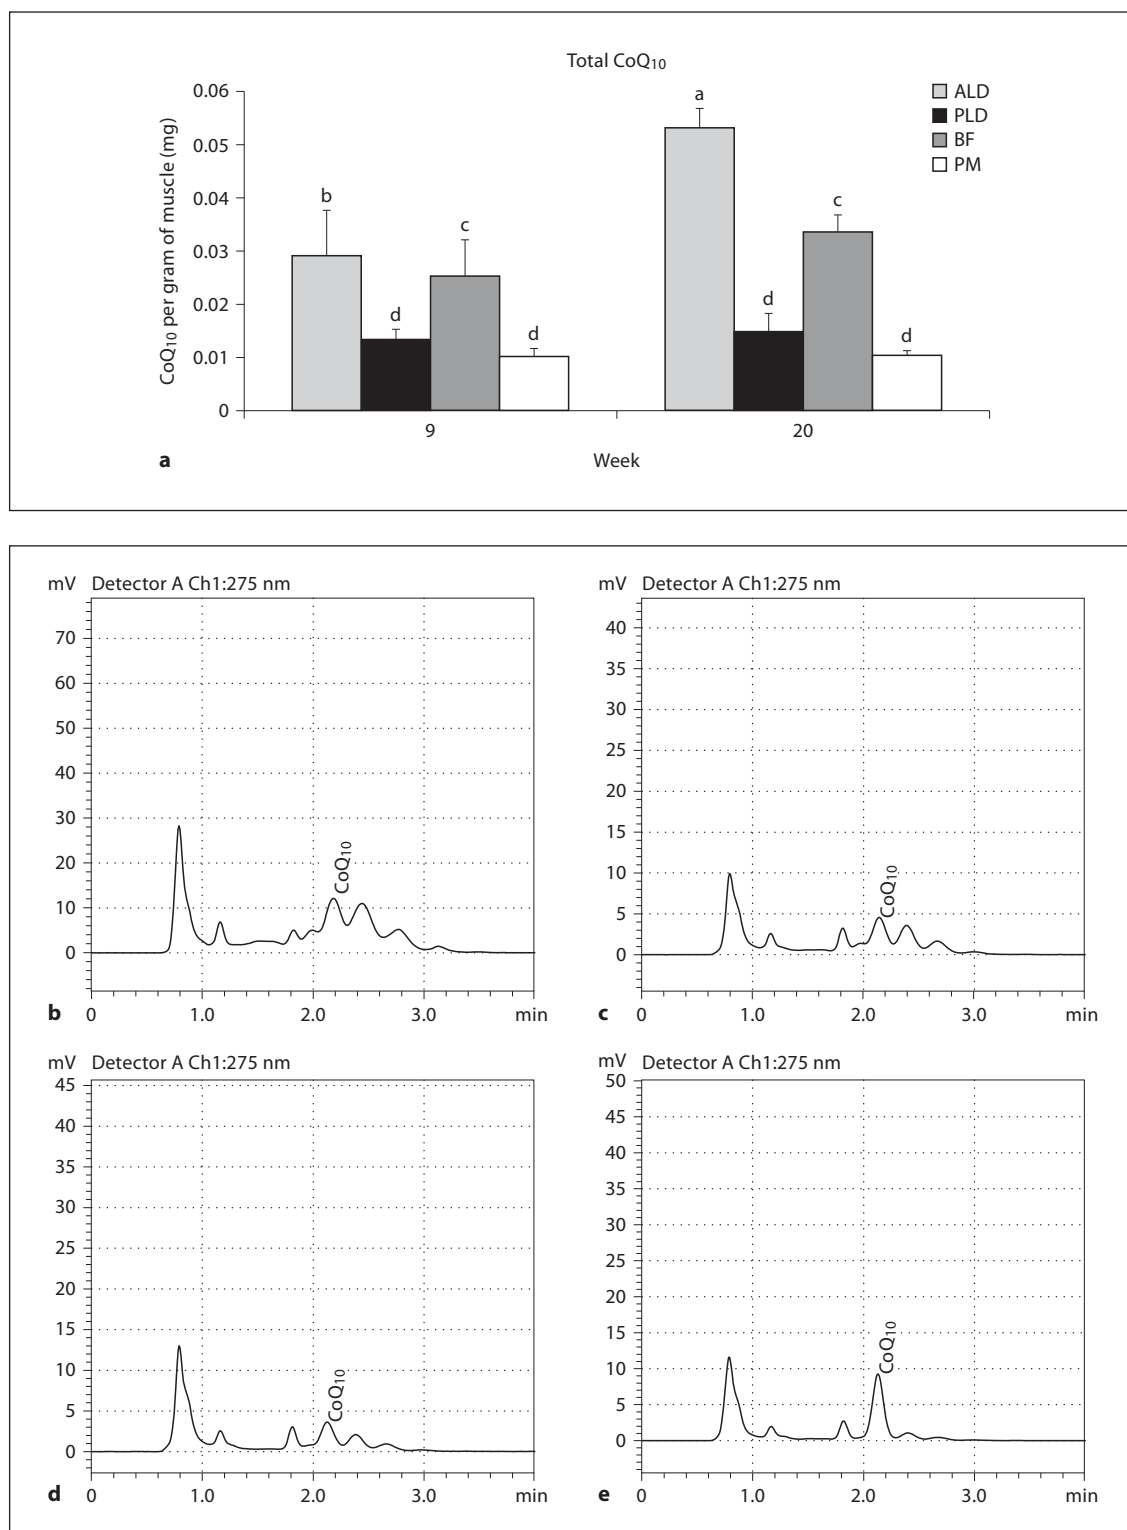 Total CoQ10
CoQ10 per gram of muscle (mg)
0.06
0.05
0.04
0.03
0.02
0.01
0
b
d
c
d
a
d
c
d
ALD
PLD
BF
PM
9
20
Week
a
mV Detector A Ch1:275 nm
70
60
50
40
30
20
10
0
CoQ10
b 0 1.0 2.0 3.0 min
mV Detector A Ch1:275 nm
40
35
30
25
20
15
10
5
0
CoQ10
c 0 1.0 2.0 3.0 min
mV Detector A Ch1:275 nm
45
40
35
30
25
20
15
10
5
0
CoQ10
d 0 1.0 2.0 3.0 min
mV Detector A Ch1:275 nm
50
45
40
35
30
25
20
15
10
5
0
CoQ10
e 0 1.0 2.0 3.0 min